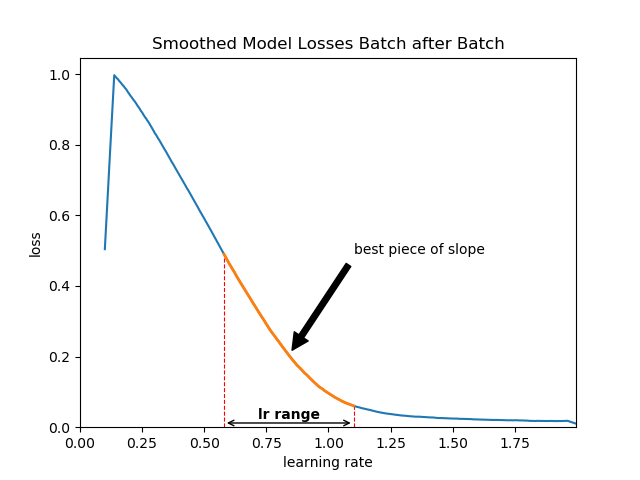 Smoothed Model Losses Batch after Batch
1.0
0.8
0.6
0.4
0.2
0.0
loss
best piece of slope
lr range
0.00 0.25 0.50 0.75 1.00 1.25 1.50 1.75
learning rate